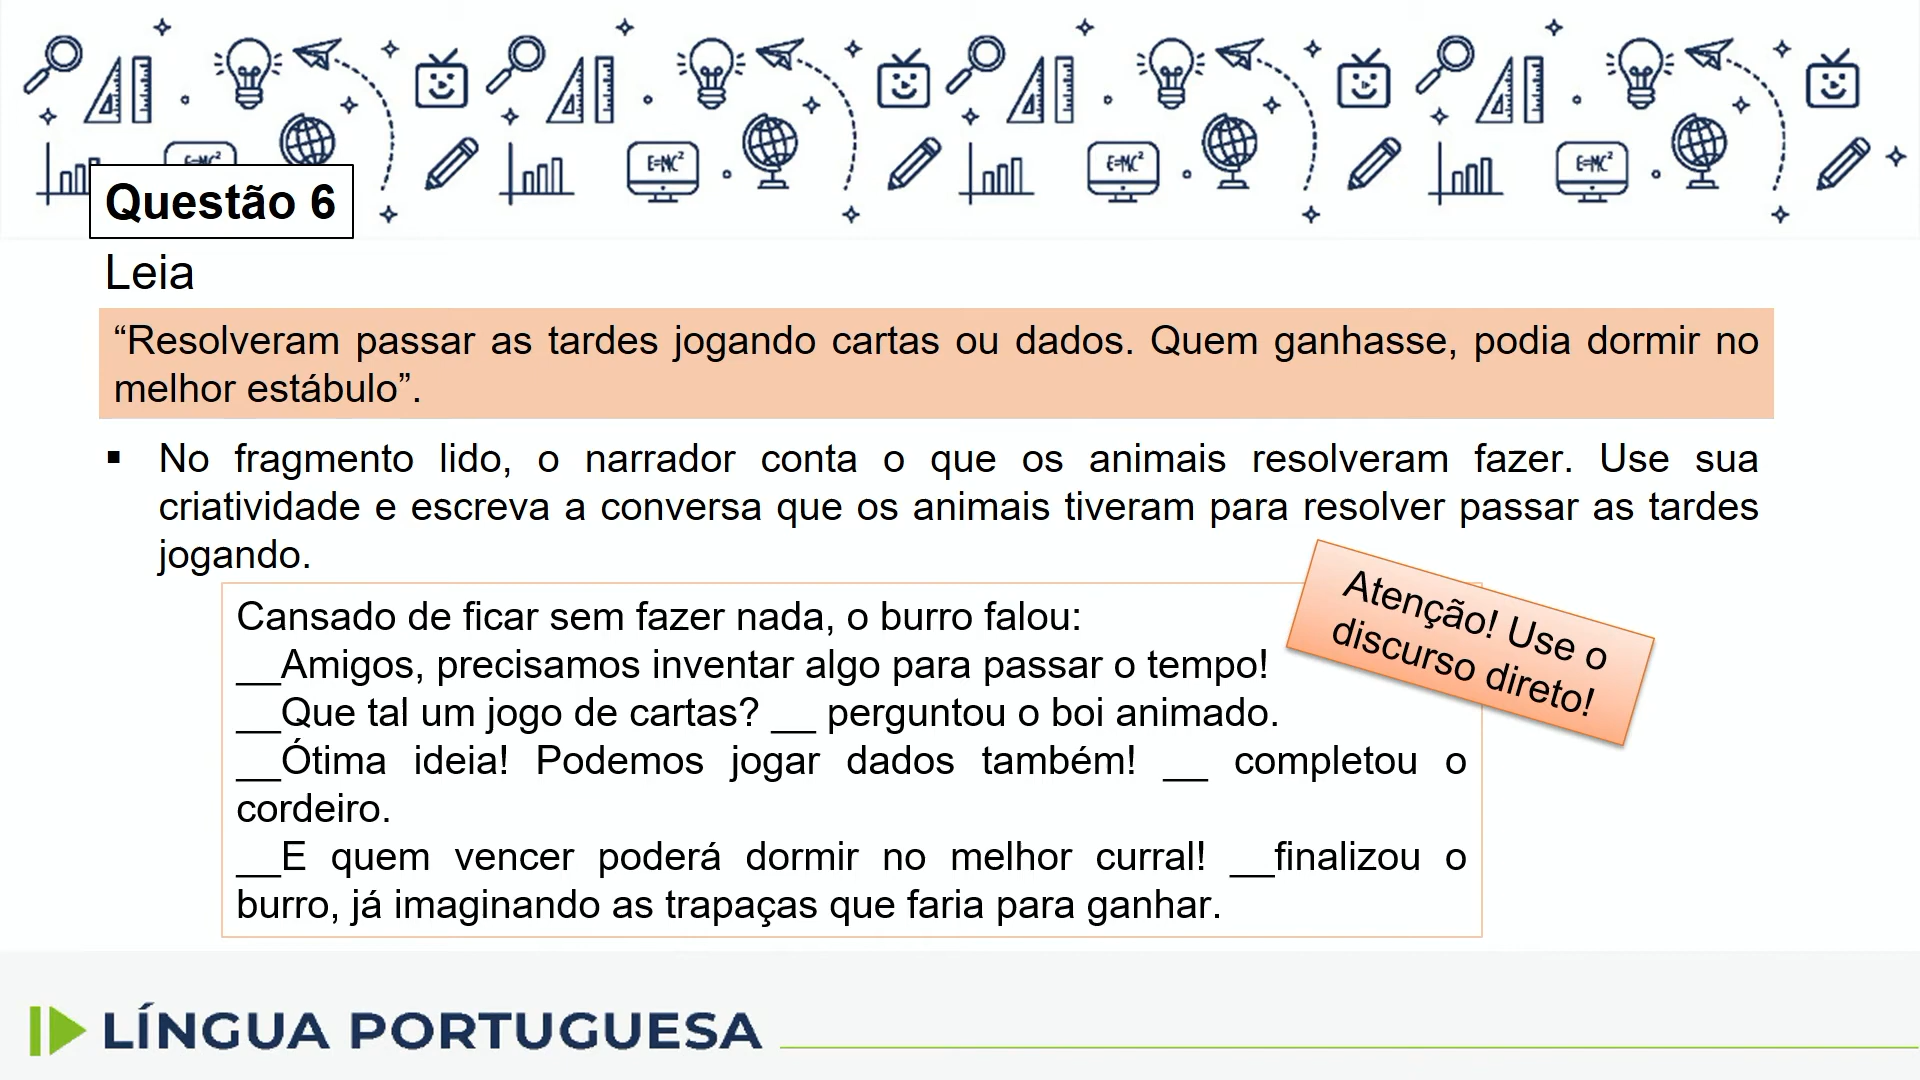 E=MC²
E=MC²
E=MC²
E=MC²
Questão 6
Leia
“Resolveram passar as tardes jogando cartas ou dados. Quem ganhasse, podia dormir no
melhor estábulo”.
▪ No fragmento lido, o narrador conta o que os animais resolveram fazer. Use sua
criatividade e escreva a conversa que os animais tiveram para resolver passar as tardes
jogando.
Atenção! Use o
discurso direto!
Cansado de ficar sem fazer nada, o burro falou:
__Amigos, precisamos inventar algo para passar o tempo!
__Que tal um jogo de cartas? __ perguntou o boi animado.
__Ótima ideia! Podemos jogar dados também! __ completou o
cordeiro.
__E quem vencer poderá dormir no melhor curral! __finalizou o
burro, já imaginando as trapaças que faria para ganhar.
LÍNGUA PORTUGUESA